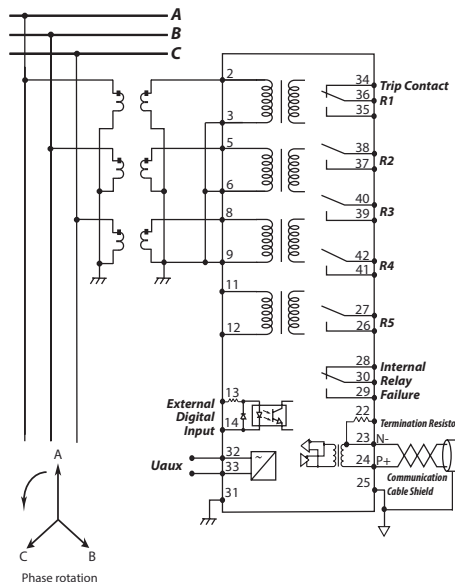 A
B
C
2
3
5
6
8
9
11
12
13
14
External
Digital
Input
32
33
Uaux
~
31
34
Trip Contact
36
R1
35
38
R2
37
40
R3
39
42
R4
41
27
R5
26
28
Internal
30
Relay
29
Failure
22
Termination Resisto
23
N-
24
P+
Communication
25
Cable Shield
A
C
B
Phase rotation